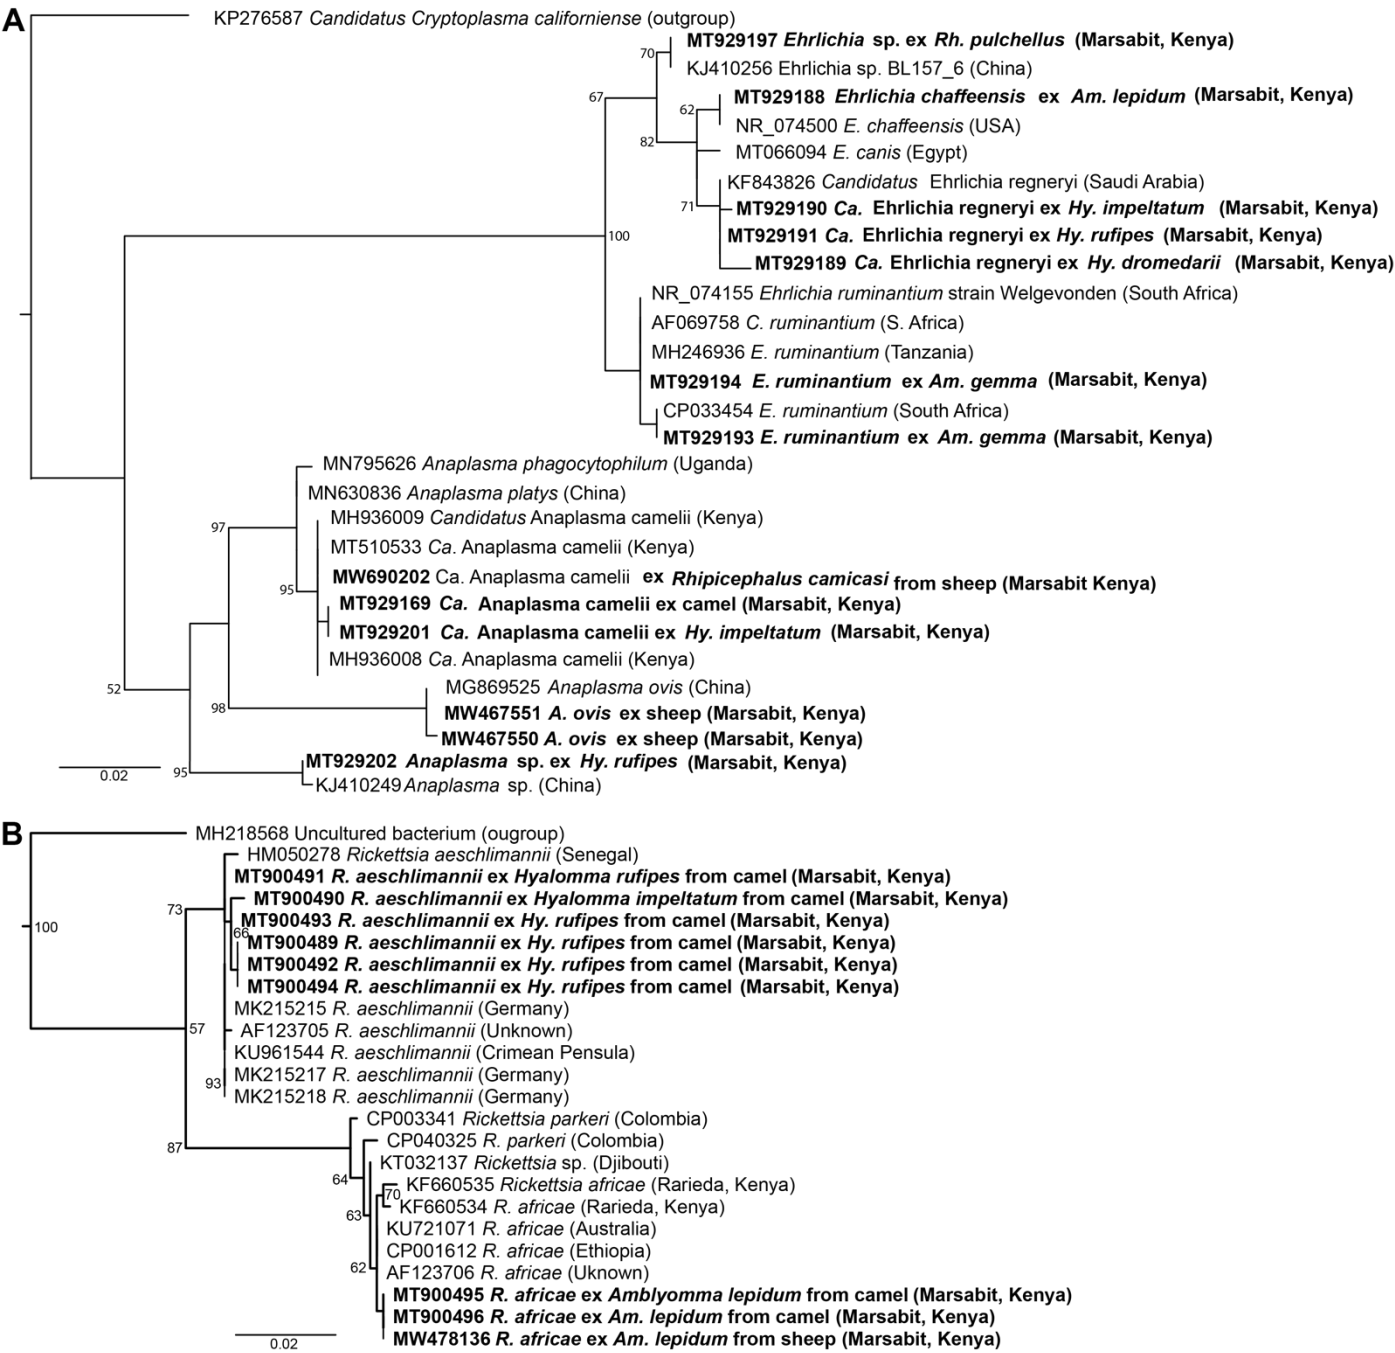 A
KP276587 Candidatus Cryptoplasma californiense (outgroup)
MT929197 Ehrlichia sp. ex Rh. pulchellus (Marsabit, Kenya)
70
KJ410256 Ehrlichia sp. BL157_6 (China)
67
MT929188 Ehrlichia chaffeensis ex Am. lepidum (Marsabit, Kenya)
62
NR_074500 E. chaffeensis (USA)
82
MT066094 E. canis (Egypt)
KF843826 Candidatus Ehrlichia regneryi (Saudi Arabia)
71
MT929190 Ca. Ehrlichia regneryi ex Hy. impeltatum (Marsabit, Kenya)
MT929191 Ca. Ehrlichia regneryi ex Hy. rufipes (Marsabit, Kenya)
100
MT929189 Ca. Ehrlichia regneryi ex Hy. dromedarii (Marsabit, Kenya)
NR_074155 Ehrlichia ruminantium strain Welgevonden (South Africa)
AF069758 C. ruminantium (S. Africa)
MH246936 E. ruminantium (Tanzania)
MT929194 E. ruminantium ex Am. gemma (Marsabit, Kenya)
CP033454 E. ruminantium (South Africa)
MT929193 E. ruminantium ex Am. gemma (Marsabit, Kenya)
MN795626 Anaplasma phagocytophilum (Uganda)
MN630836 Anaplasma platys (China)
97
MH936009 Candidatus Anaplasma camelii (Kenya)
MT510533 Ca. Anaplasma camelii (Kenya)
MW690202 Ca. Anaplasma camelii ex Rhipicephalus camicasi from sheep (Marsabit Kenya)
95
MT929169 Ca. Anaplasma camelii ex camel (Marsabit, Kenya)
MT929201 Ca. Anaplasma camelii ex Hy. impeltatum (Marsabit, Kenya)
MH936008 Ca. Anaplasma camelii (Kenya)
52
MG869525 Anaplasma ovis (China)
98
MW467551 A. ovis ex sheep (Marsabit, Kenya)
MW467550 A. ovis ex sheep (Marsabit, Kenya)
MT929202 Anaplasma sp. ex Hy. rufipes (Marsabit, Kenya)
0.02
95
KJ410249 Anaplasma sp. (China)
B
MH218568 Uncultured bacterium (ougroup)
HM050278 Rickettsia aeschlimannii (Senegal)
MT900491 R. aeschlimannii ex Hyalomma rufipes from camel (Marsabit, Kenya)
MT900490 R. aeschlimannii ex Hyalomma impeltatum from camel (Marsabit, Kenya)
73
MT900493 R. aeschlimannii ex Hy. rufipes from camel (Marsabit, Kenya)
100
66
MT900489 R. aeschlimannii ex Hy. rufipes from camel (Marsabit, Kenya)
MT900492 R. aeschlimannii ex Hy. rufipes from camel (Marsabit, Kenya)
MT900494 R. aeschlimannii ex Hy. rufipes from camel (Marsabit, Kenya)
MK215215 R. aeschlimannii (Germany)
57
AF123705 R. aeschlimannii (Unknown)
KU961544 R. aeschlimannii (Crimean Pensula)
MK215217 R. aeschlimannii (Germany)
93
MK215218 R. aeschlimannii (Germany)
CP003341 Rickettsia parkeri (Colombia)
87
CP040325 R. parkeri (Colombia)
KT032137 Rickettsia sp. (Djibouti)
64
KF660535 Rickettsia africae (Rarieda, Kenya)
70
KF660534 R. africae (Rarieda, Kenya)
63
KU721071 R. africae (Australia)
CP001612 R. africae (Ethiopia)
62
AF123706 R. africae (Uknown)
MT900495 R. africae ex Amblyomma lepidum from camel (Marsabit, Kenya)
MT900496 R. africae ex Am. lepidum from camel (Marsabit, Kenya)
MW478136 R. africae ex Am. lepidum from sheep (Marsabit, Kenya)
0.02